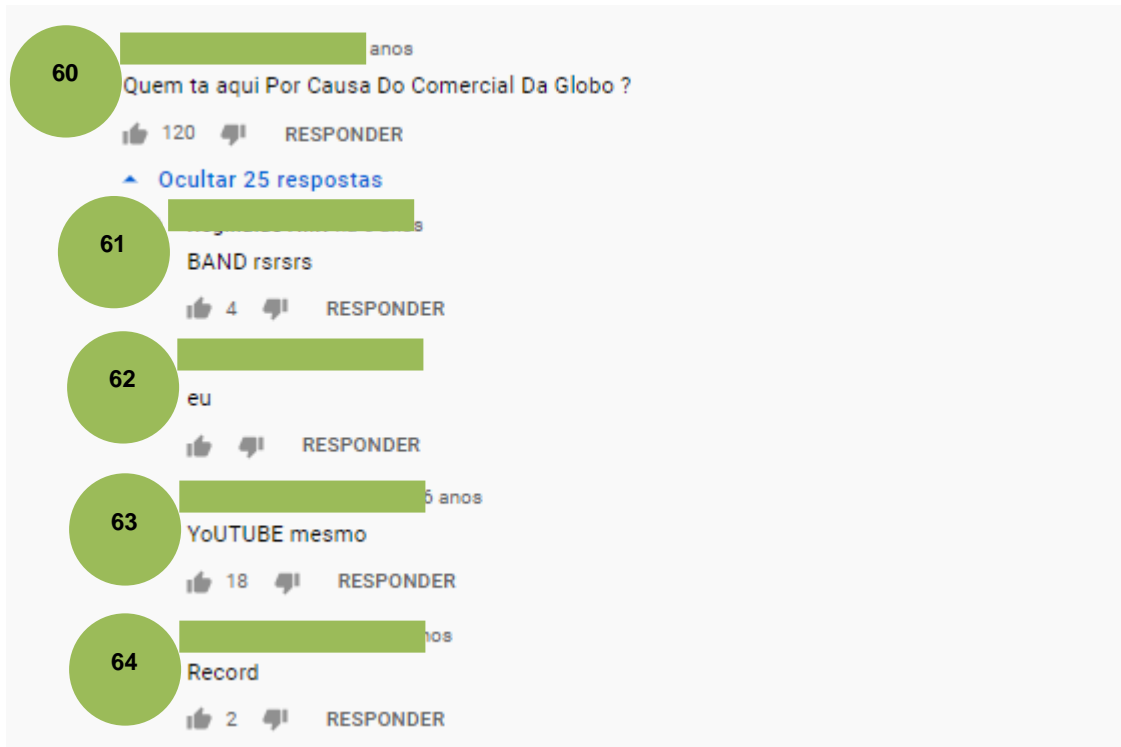 60
anos
Quem ta aqui Por Causa Do Comercial Da Globo ?
120 RESPONDER
Ocultar 25 respostas
61
BAND rsrsrs
4 RESPONDER
62
eu
RESPONDER
63
6 anos
YoUTUBE mesmo
18 RESPONDER
64
Record
2 RESPONDER